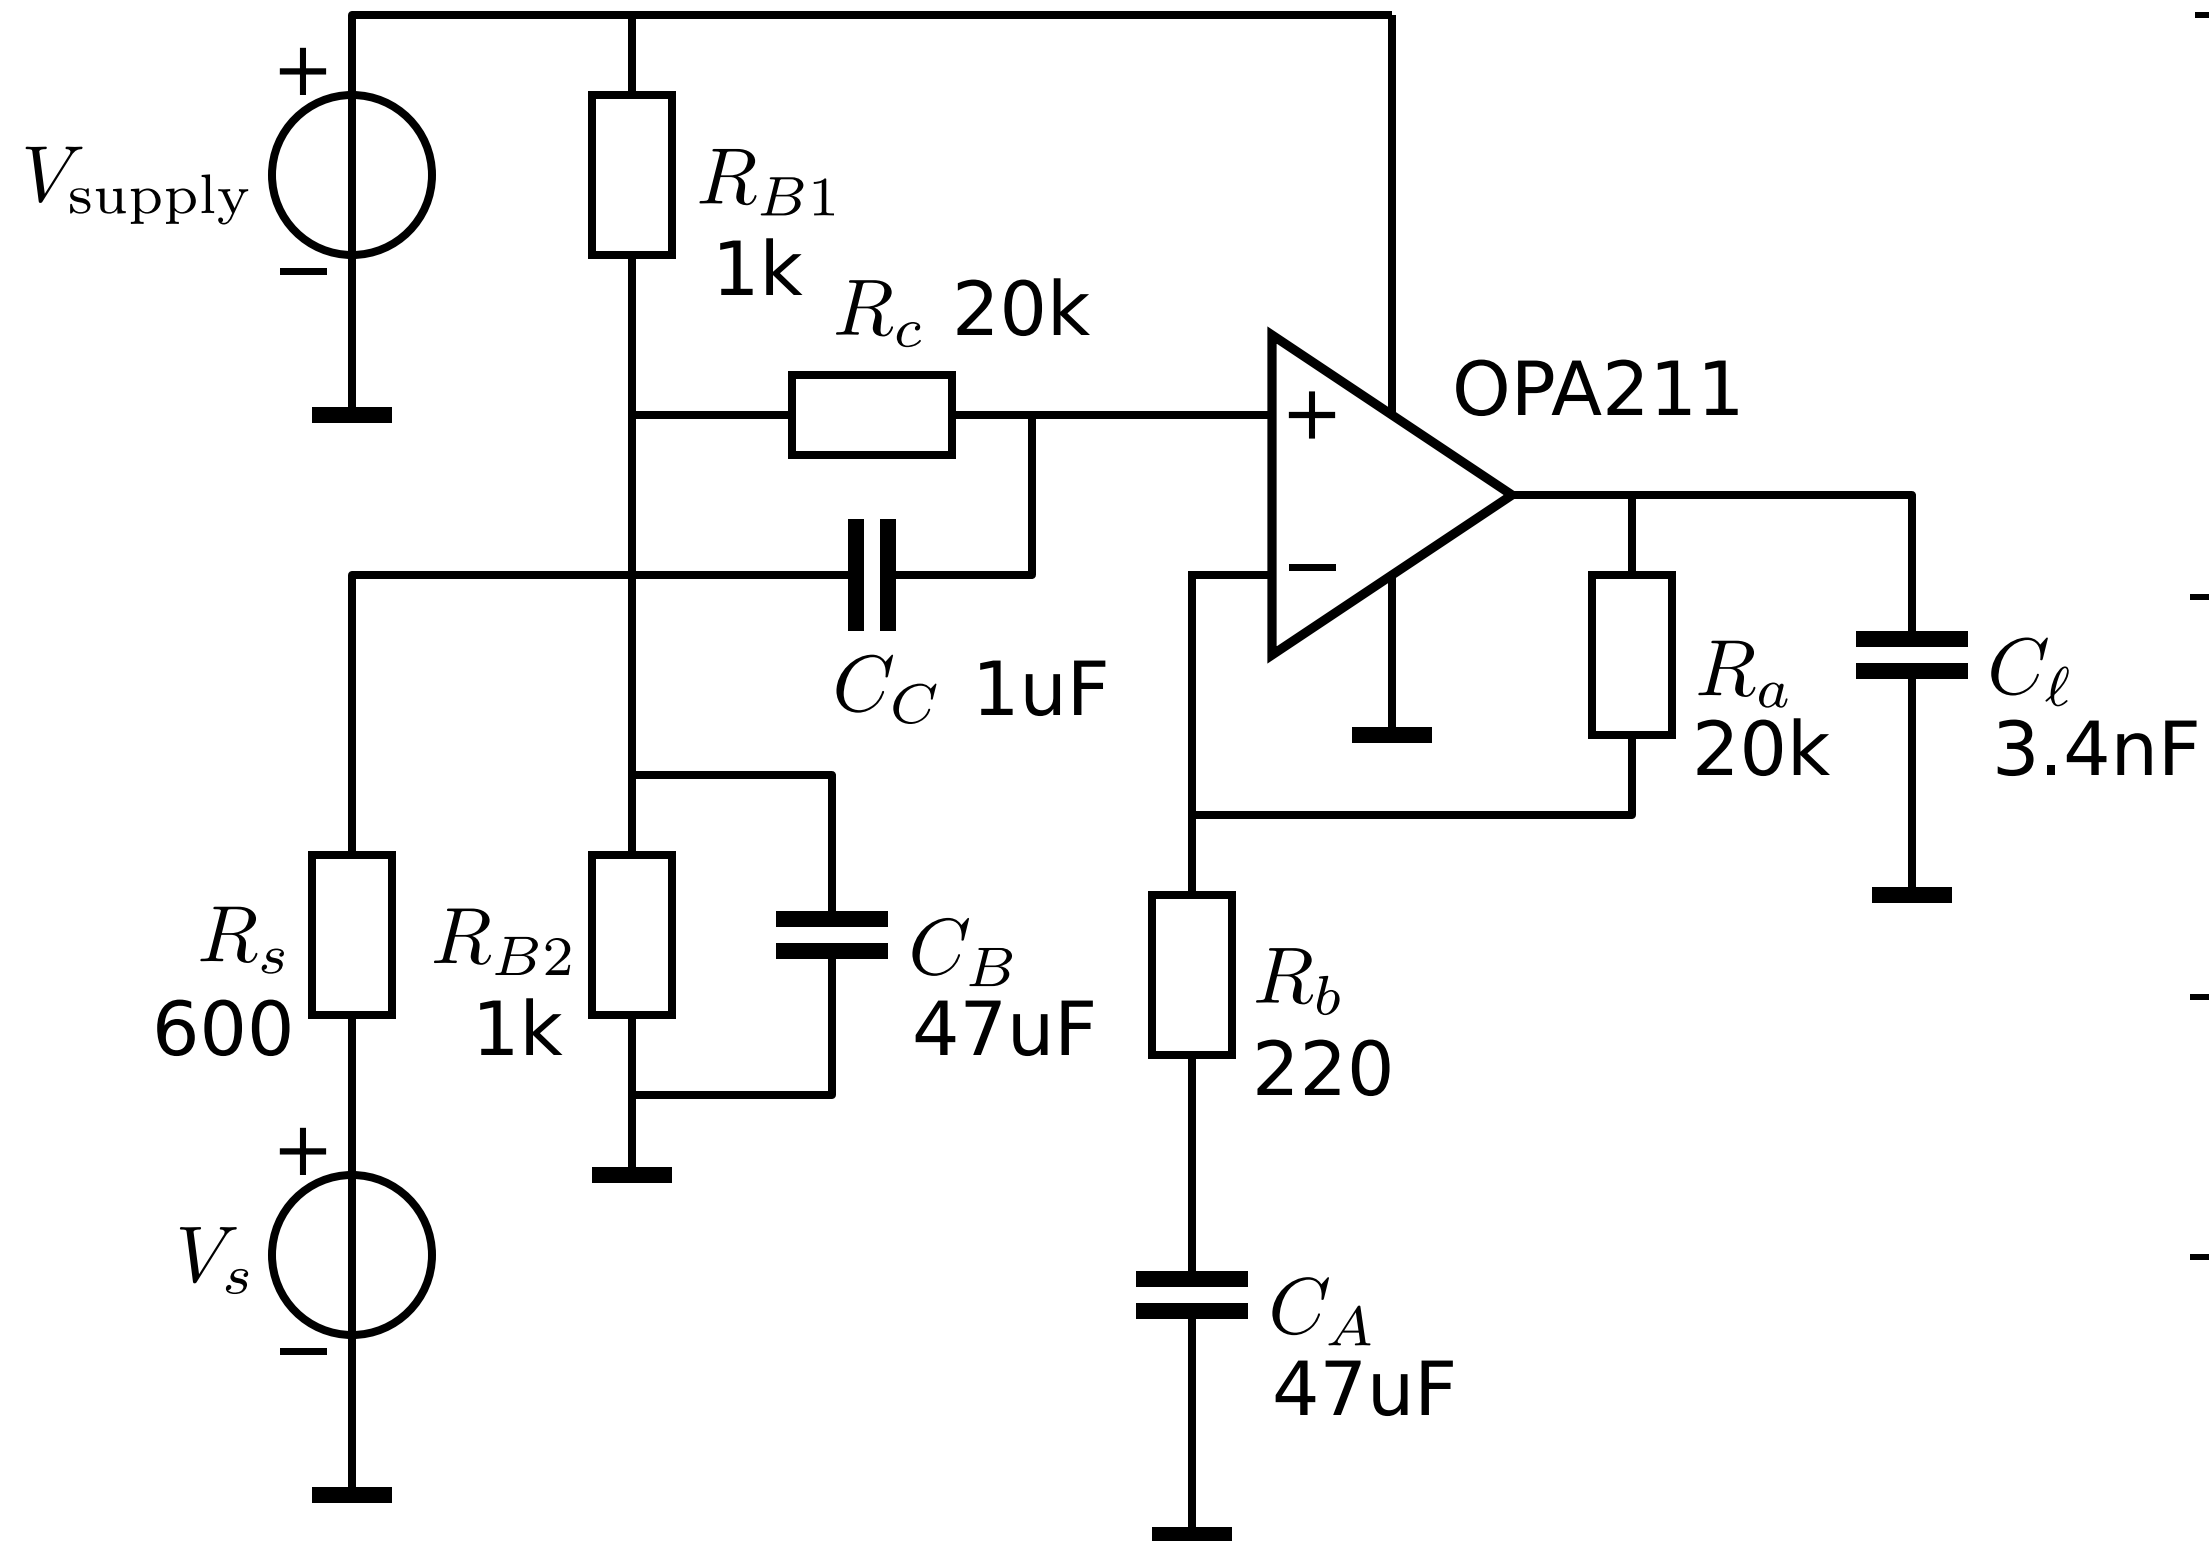 +
V_supply
−
R_B1
1k
R_c 20k
+
−
OPA211
C_C 1uF
R_a
20k
C_ℓ
3.4nF
R_s
600
R_B2
1k
C_B
47uF
R_b
220
+
V_s
−
C_A
47uF